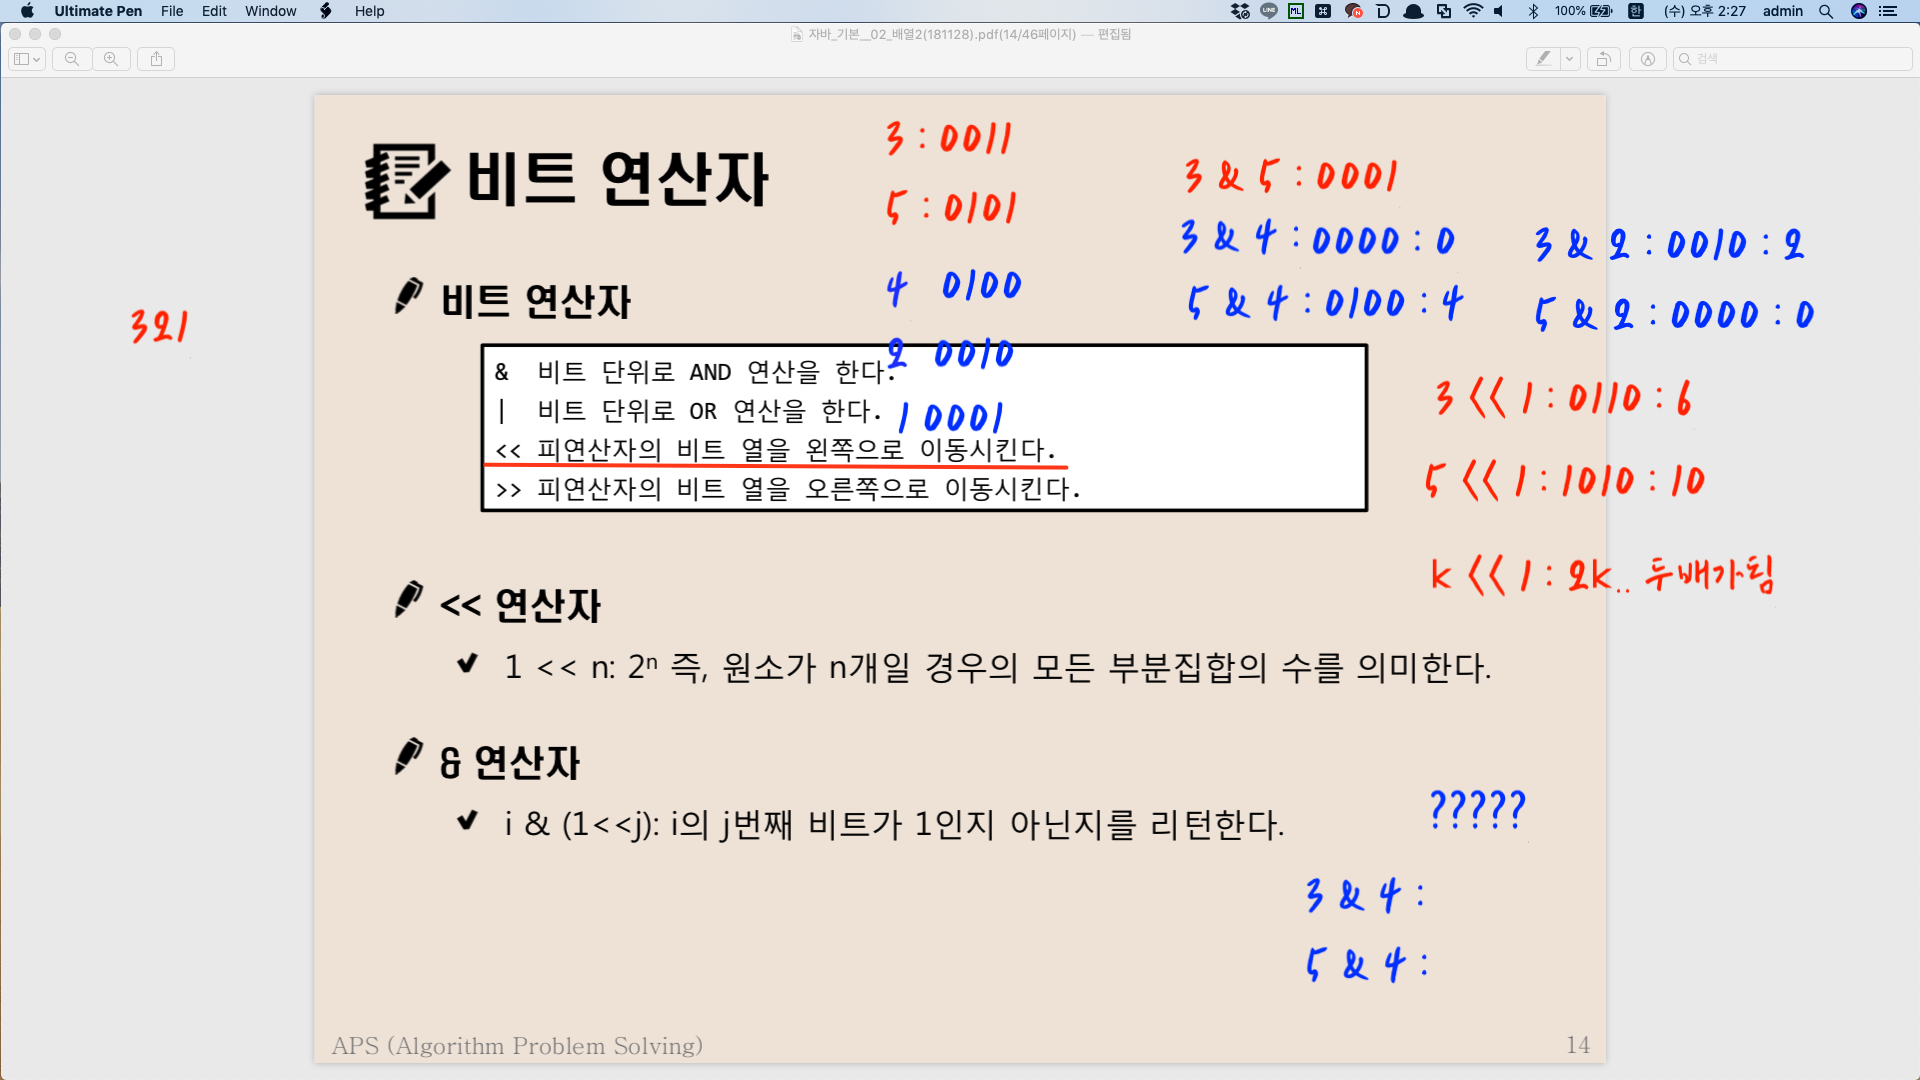 Ultimate Pen File Edit Window Help 100% (수) 오후 2:27 admin
자바_기본__02_배열2(181128).pdf(14/46페이지) — 편집됨
검색
비트 연산자
3 : 0011
5 : 0101
4 0100
2 0010
1 0001
3 & 5 : 0001
3 & 4 : 0000 : 0
5 & 4 : 0100 : 4
3 & 2 : 0010 : 2
5 & 2 : 0000 : 0
321
비트 연산자
& 비트 단위로 AND 연산을 한다.
| 비트 단위로 OR 연산을 한다.
<< 피연산자의 비트 열을 왼쪽으로 이동시킨다.
>> 피연산자의 비트 열을 오른쪽으로 이동시킨다.
3 << 1 : 0110 : 6
5 << 1 : 1010 : 10
k << 1 : 2k.. 두배가됨
<< 연산자
1 << n: 2ⁿ 즉, 원소가 n개일 경우의 모든 부분집합의 수를 의미한다.
& 연산자
i & (1<<j): i의 j번째 비트가 1인지 아닌지를 리턴한다.
?????
3 & 4 :
5 & 4 :
APS (Algorithm Problem Solving)
14